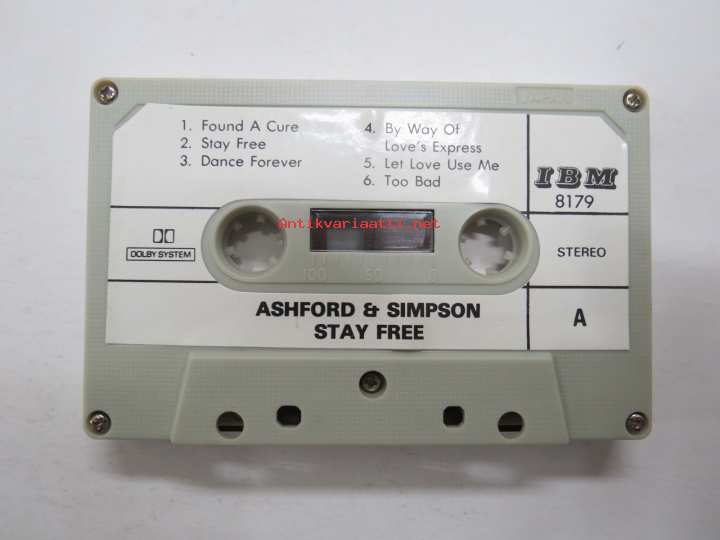 1. Found A Cure
2. Stay Free
3. Dance Forever
4. By Way Of
Love's Express
5. Let Love Use Me
6. Too Bad
IBM
8179
Antikvariaatti.net
DOLBY SYSTEM
STEREO
100 50 0
ASHFORD & SIMPSON
STAY FREE
A